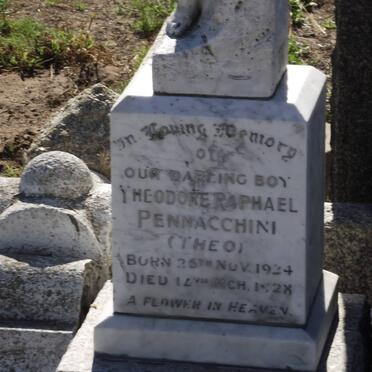 In Loving Memory
of
OUR DARLING BOY
THEODORE RAPHAEL
PENNACCHINI
(THEO)
BORN 25TH NOV. 1924
DIED 12TH MCH. 1928
A FLOWER IN HEAVEN.